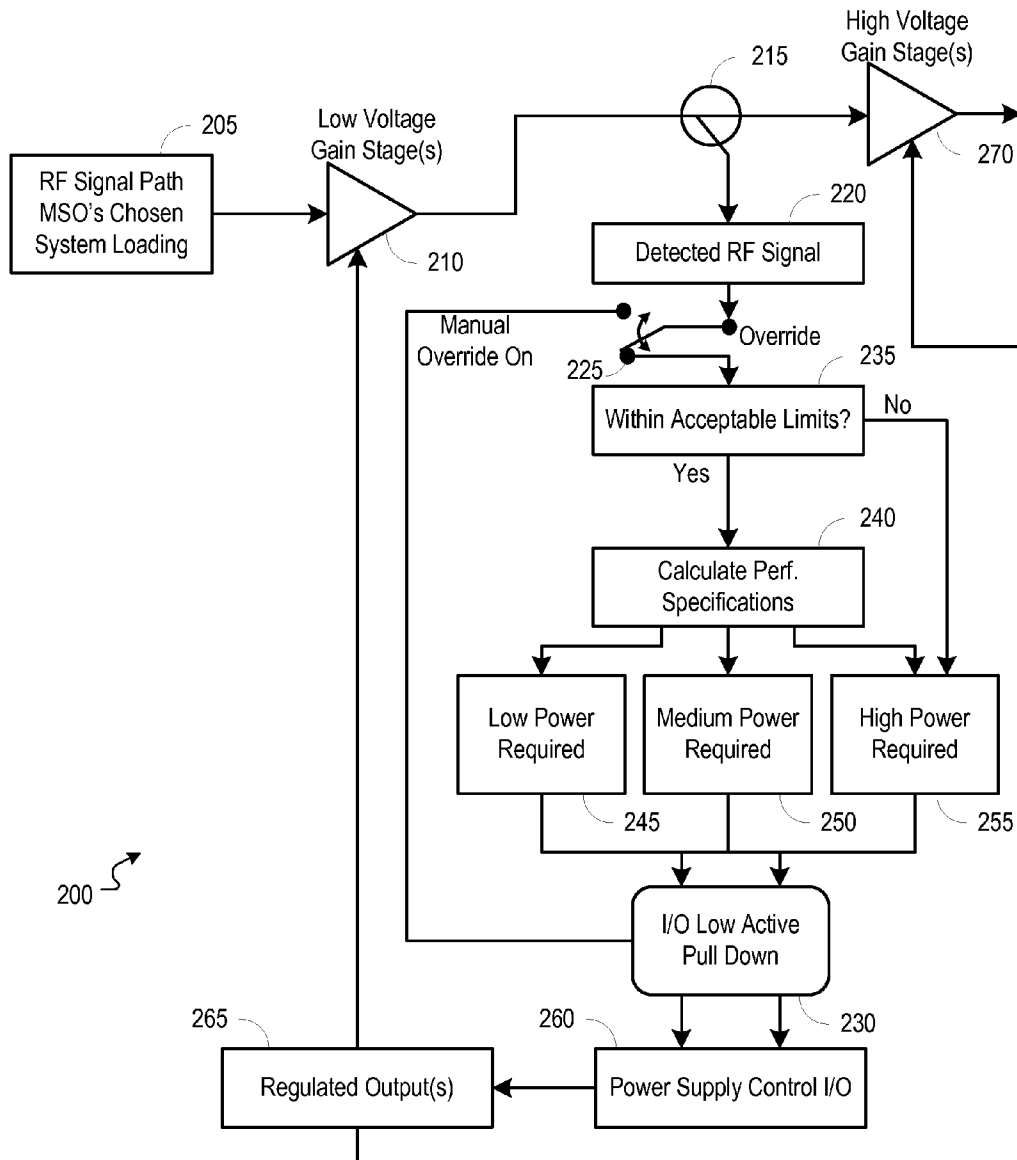 High Voltage
Gain Stage(s)
215
205
Low Voltage
Gain Stage(s)
270
RF Signal Path
MSO's Chosen
System Loading
220
210
Detected RF Signal
Manual
Override On
Override
225
235
Within Acceptable Limits?
No
Yes
240
Calculate Perf.
Specifications
Low Power
Required
Medium Power
Required
High Power
Required
245
250
255
200
I/O Low Active
Pull Down
265
260
230
Regulated Output(s)
Power Supply Control I/O